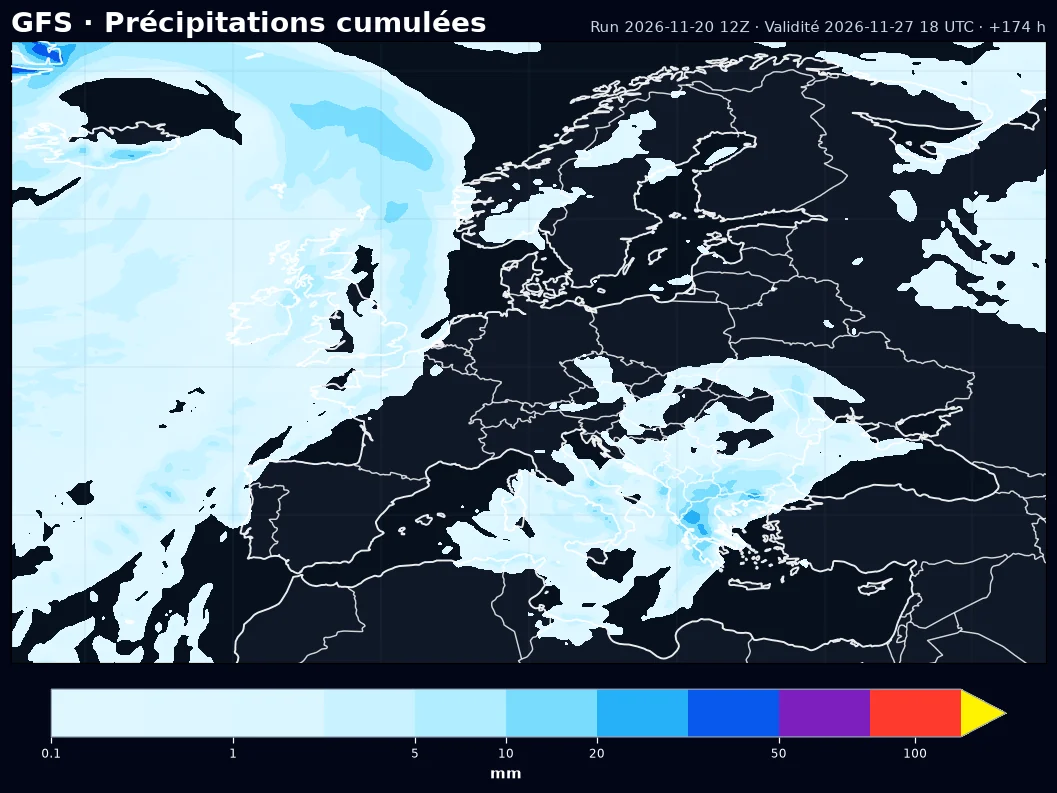 GFS · Précipitations cumulées
Run 2026-11-20 12Z · Validité 2026-11-27 18 UTC · +174 h
0.1 1 5 10 20 50 100
mm